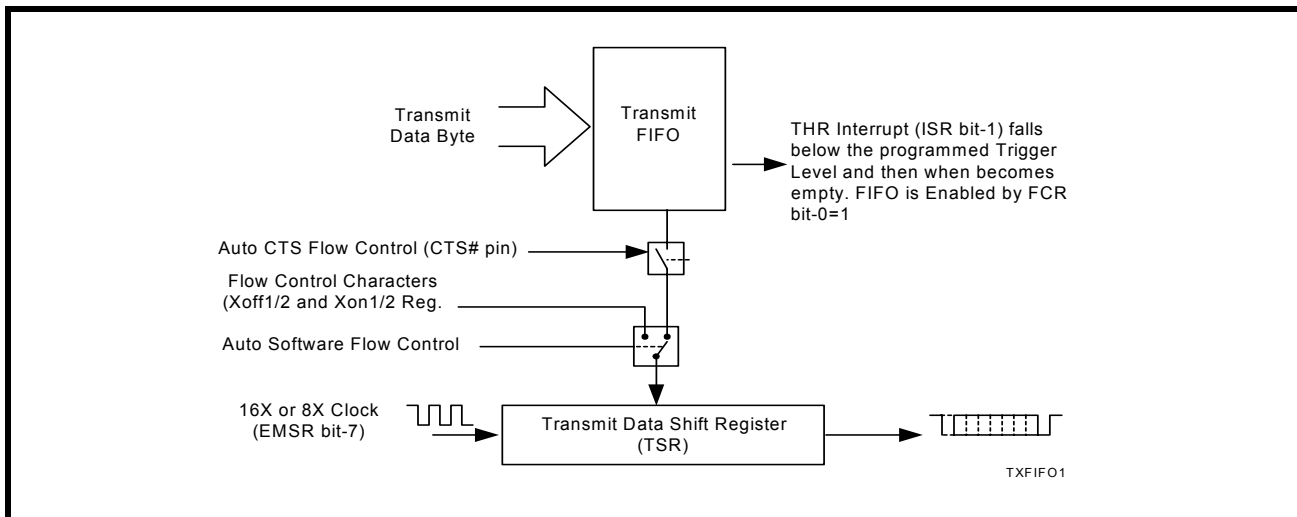 Transmit
Data Byte
Transmit
FIFO
THR Interrupt (ISR bit-1) falls
below the programmed Trigger
Level and then when becomes
empty. FIFO is Enabled by FCR
bit-0=1
Auto CTS Flow Control (CTS# pin)
Flow Control Characters
(Xoff1/2 and Xon1/2 Reg.
Auto Software Flow Control
16X or 8X Clock
(EMSR bit-7)
Transmit Data Shift Register
(TSR)
TXFIFO1